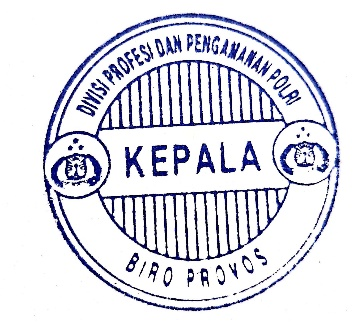 DIVISI PROFESI DAN PENGAMANAN POLRI
KEPALA
BIRO PROVOS